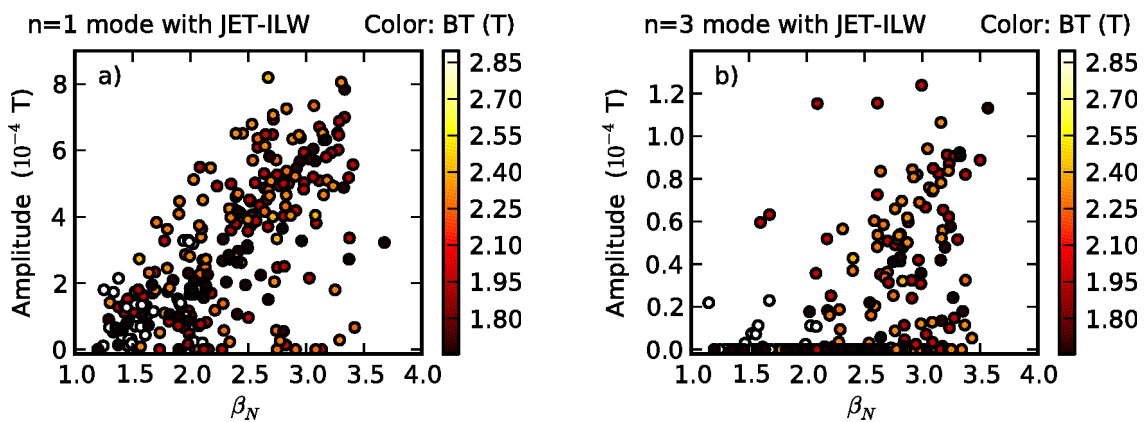 n=1 mode with JET-ILW Color: BT (T)
a)
8
6
4
2
0
Amplitude (10⁻⁴ T)
1.0 1.5 2.0 2.5 3.0 3.5 4.0
β_N
2.85
2.70
2.55
2.40
2.25
2.10
1.95
1.80
n=3 mode with JET-ILW Color: BT (T)
b)
1.2
1.0
0.8
0.6
0.4
0.2
0.0
Amplitude (10⁻⁴ T)
1.0 1.5 2.0 2.5 3.0 3.5 4.0
β_N
2.85
2.70
2.55
2.40
2.25
2.10
1.95
1.80